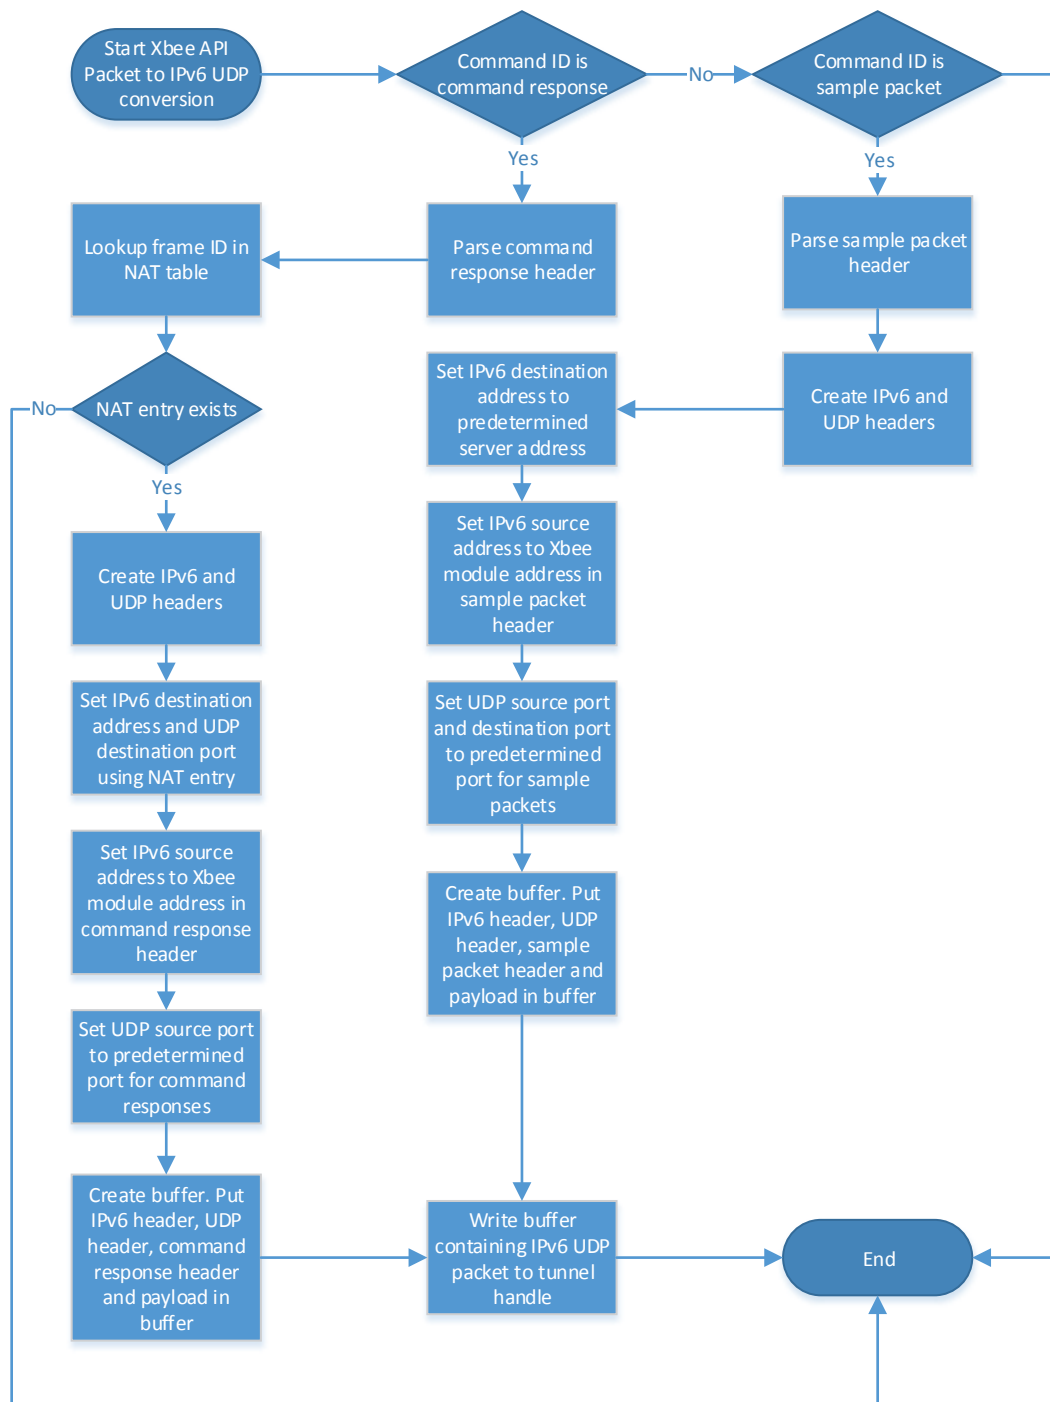 Start Xbee API
Packet to IPv6 UDP
conversion
Command ID is
command response
No
Command ID is
sample packet
Yes
Yes
Lookup frame ID in
NAT table
Parse command
response header
Parse sample packet
header
No
NAT entry exists
Set IPv6 destination
address to
predetermined
server address
Create IPv6 and
UDP headers
Yes
Set IPv6 source
address to Xbee
module address in
sample packet
header
Create IPv6 and
UDP headers
Set IPv6 destination
address and UDP
destination port
using NAT entry
Set UDP source port
and destination port
to predetermined
port for sample
packets
Set IPv6 source
address to Xbee
module address in
command response
header
Create buffer. Put
IPv6 header, UDP
header, sample
packet header and
payload in buffer
Set UDP source port
to predetermined
port for command
responses
Create buffer. Put
IPv6 header, UDP
header, command
response header
and payload in
buffer
Write buffer
containing IPv6 UDP
packet to tunnel
handle
End